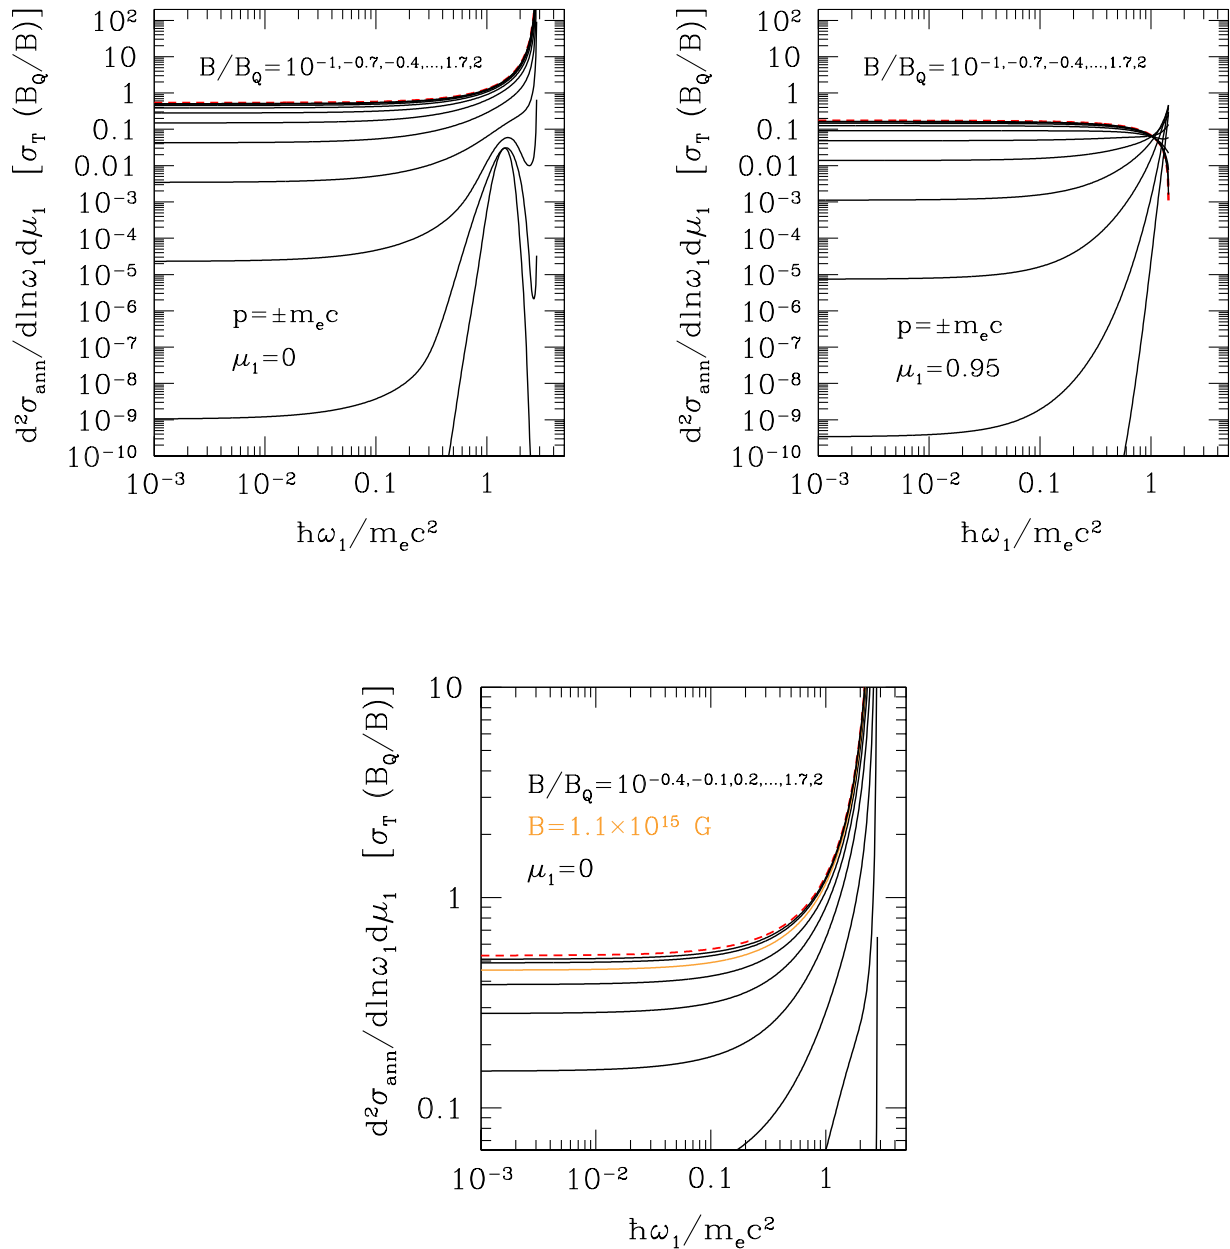 d²σ_ann/dlnω₁dμ₁ [σ_T (B_Q/B)]
10²
10
1
0.1
0.01
10⁻³
10⁻⁴
10⁻⁵
10⁻⁶
10⁻⁷
10⁻⁸
10⁻⁹
10⁻¹⁰
B/B_Q=10^−1,−0.7,−0.4,...,1.7,2
p=±m_ec
μ₁=0
10⁻³ 10⁻² 0.1 1
ħω₁/m_ec²
d²σ_ann/dlnω₁dμ₁ [σ_T (B_Q/B)]
10²
10
1
0.1
0.01
10⁻³
10⁻⁴
10⁻⁵
10⁻⁶
10⁻⁷
10⁻⁸
10⁻⁹
10⁻¹⁰
B/B_Q=10^−1,−0.7,−0.4,...,1.7,2
p=±m_ec
μ₁=0.95
10⁻³ 10⁻² 0.1 1
ħω₁/m_ec²
d²σ_ann/dlnω₁dμ₁ [σ_T (B_Q/B)]
10
1
0.1
B/B_Q=10^−0.4,−0.1,0.2,...,1.7,2
B=1.1×10¹⁵ G
μ₁=0
10⁻³ 10⁻² 0.1 1
ħω₁/m_ec²